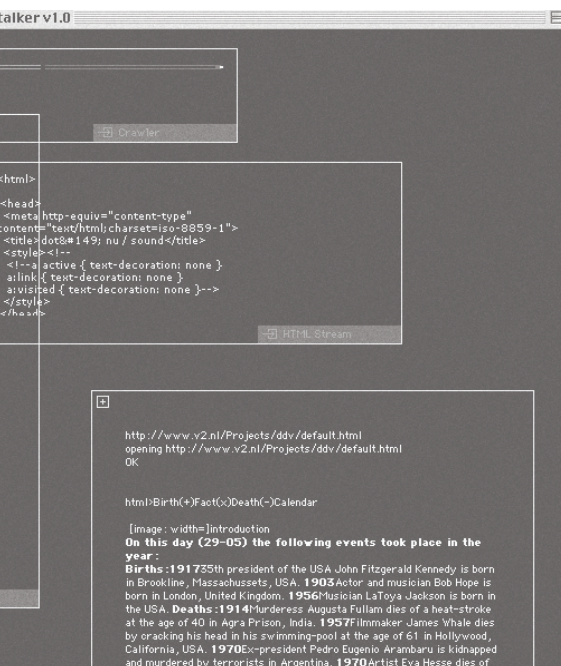 talker v1.0
Crawler
<html>
<head>
<meta http-equiv="content-type"
content="text/html;charset=iso-8859-1">
<title>dot&#149; nu / sound</title>
<style><!--
<!--a active { text-decoration: none }
a:link { text-decoration: none }
a:visited { text-decoration: none }-->
</style>
</head>
HTML Stream
http://www.v2.nl/Projects/ddv/default.html
opening http://www.v2.nl/Projects/ddv/default.html
OK
html>Birth(+)Fact(x)Death(-)Calendar
[image: width=]introduction
On this day (29-05) the following events took place in the
year:
Births:191735th president of the USA John Fitzgerald Kennedy is born
in Brookline, Massachussets, USA. 1903Actor and musician Bob Hope is
born in London, United Kingdom. 1956Musician LaToya Jackson is born in
the USA. Deaths:1914Murderess Augusta Fullam dies of a heat-stroke
at the age of 40 in Agra Prison, India. 1957Filmmaker James Whale dies
by cracking his head in his swimming-pool at the age of 61 in Hollywood,
California, USA. 1970Ex-president Pedro Eugenio Arambaru is kidnapped
and murdered by terrorists in Argentina. 1970Artist Eva Hesse dies of